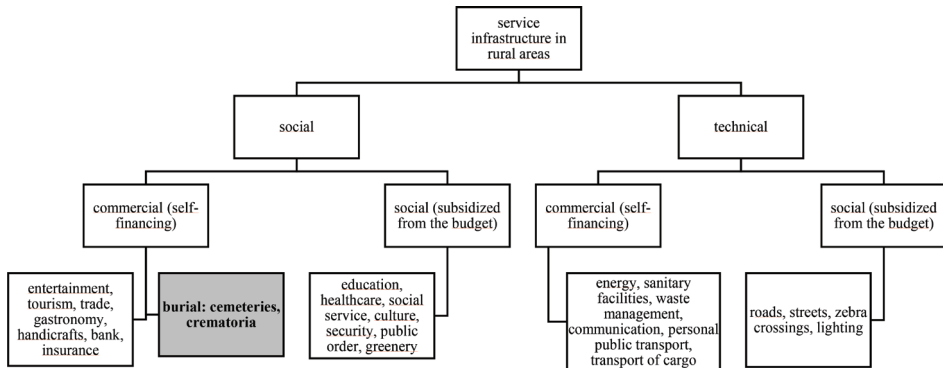 service
infrastructure in
rural areas
social
technical
commercial (self-
financing)
social (subsidized
from the budget)
commercial (self-
financing)
social (subsidized
from the budget)
entertainment,
tourism, trade,
gastronomy,
handicrafts, bank,
insurance
burial: cemeteries,
crematoria
education,
healthcare, social
service, culture,
security, public
order, greenery
energy, sanitary
facilities, waste
management,
communication, personal
public transport,
transport of cargo
roads, streets, zebra
crossings, lighting